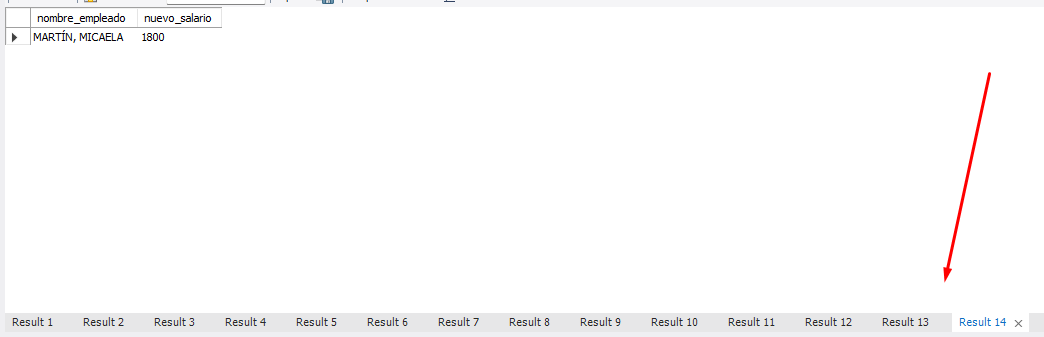 nombre_empleado nuevo_salario
MARTÍN, MICAELA 1800
Result 1 Result 2 Result 3 Result 4 Result 5 Result 6 Result 7 Result 8 Result 9 Result 10 Result 11 Result 12 Result 13 Result 14